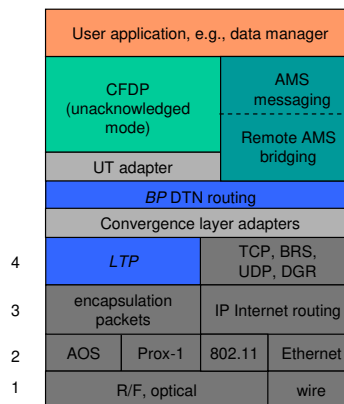 User application, e.g., data manager
CFDP
(unacknowledged
mode)
AMS
messaging
Remote AMS
bridging
UT adapter
BP DTN routing
Convergence layer adapters
4
LTP
TCP, BRS,
UDP, DGR
3
encapsulation
packets
IP Internet routing
2
AOS
Prox-1
802.11
Ethernet
1
R/F, optical
wire